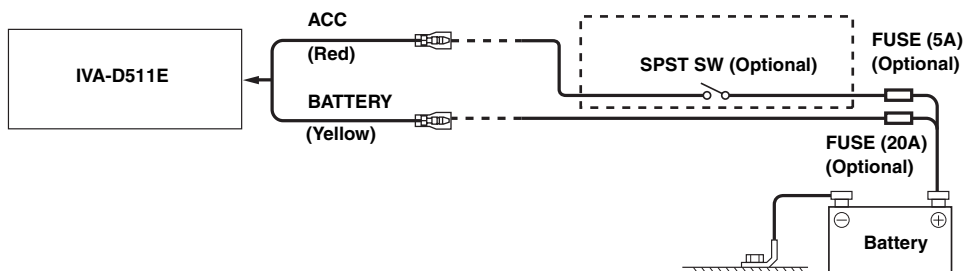 ACC
(Red)
IVA-D511E
BATTERY
(Yellow)
SPST SW (Optional)
FUSE (5A)
(Optional)
FUSE (20A)
(Optional)
Battery